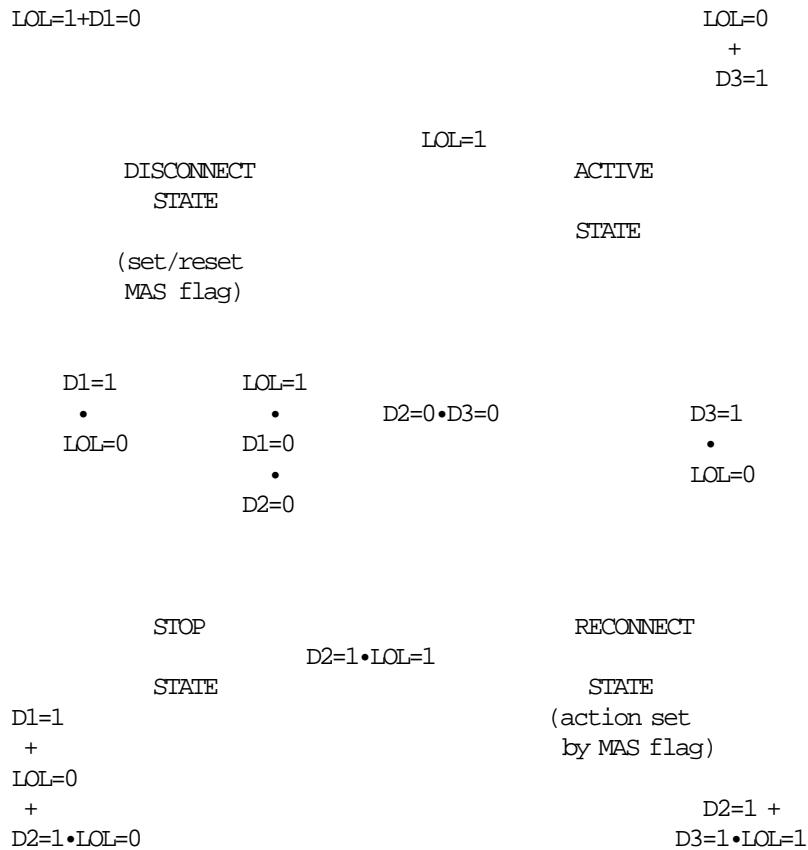 LOL=1+D1=0 LOL=0
+
D3=1
LOL=1
DISCONNECT ACTIVE
STATE
STATE
(set/reset
MAS flag)
D1=1 LOL=1
• • D2=0•D3=0 D3=1
LOL=0 D1=0 •
• LOL=0
D2=0
STOP RECONNECT
D2=1•LOL=1
STATE STATE
D1=1 (action set
+ by MAS flag)
LOL=0
+ D2=1 +
D2=1•LOL=0 D3=1•LOL=1